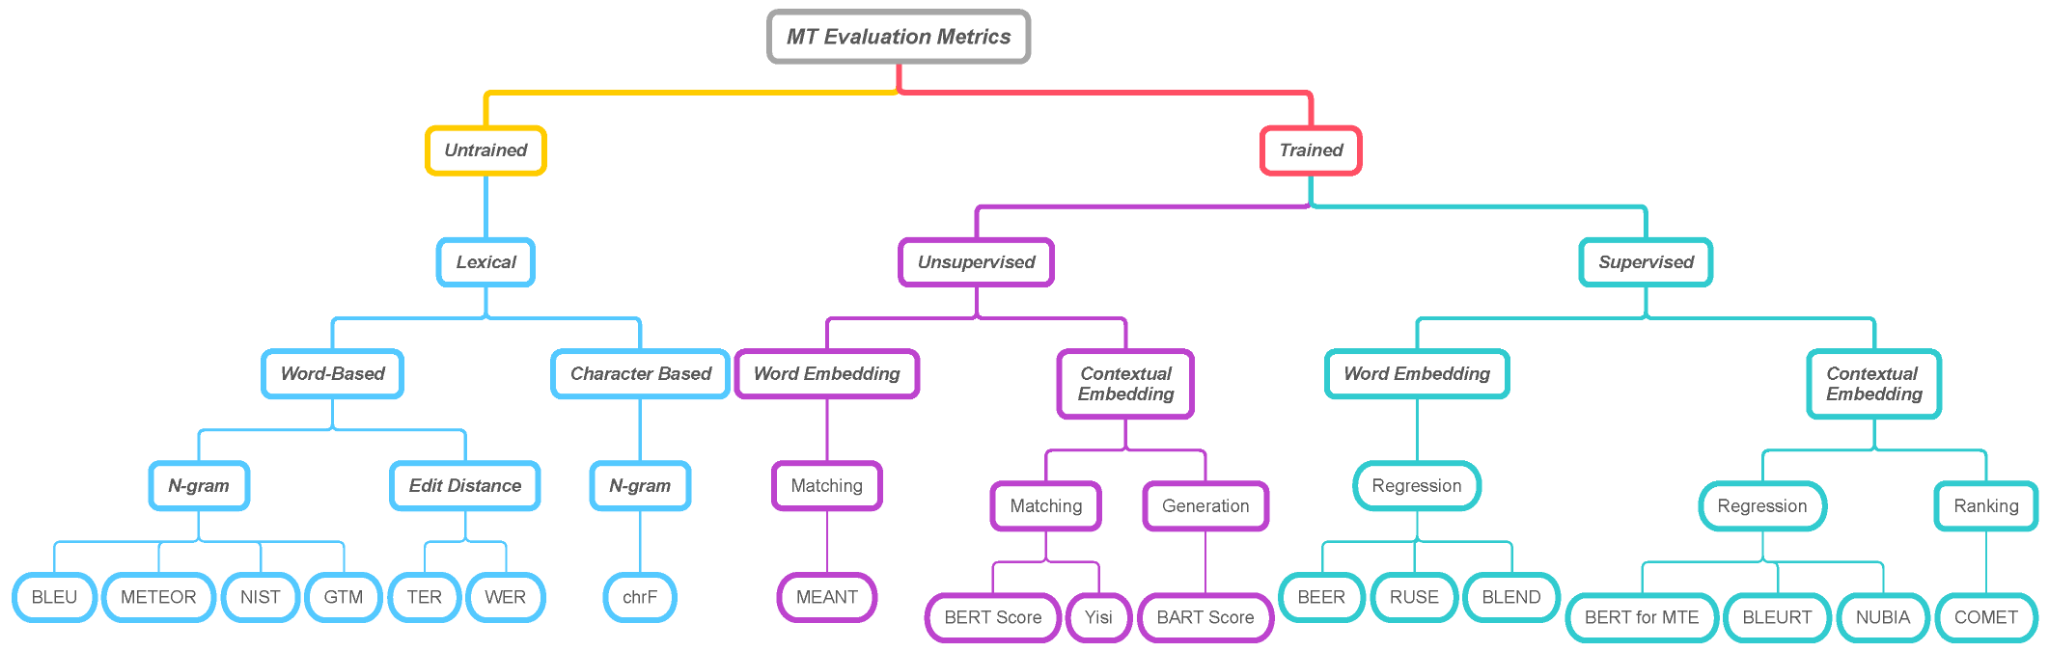 MT Evaluation Metrics
Untrained
Trained
Lexical
Unsupervised
Supervised
Word-Based
Character Based
Word Embedding
Contextual
Embedding
Word Embedding
Contextual
Embedding
N-gram
Edit Distance
N-gram
Matching
Matching
Generation
Regression
Regression
Ranking
BLEU
METEOR
NIST
GTM
TER
WER
chrF
MEANT
BERT Score
Yisi
BART Score
BEER
RUSE
BLEND
BERT for MTE
BLEURT
NUBIA
COMET